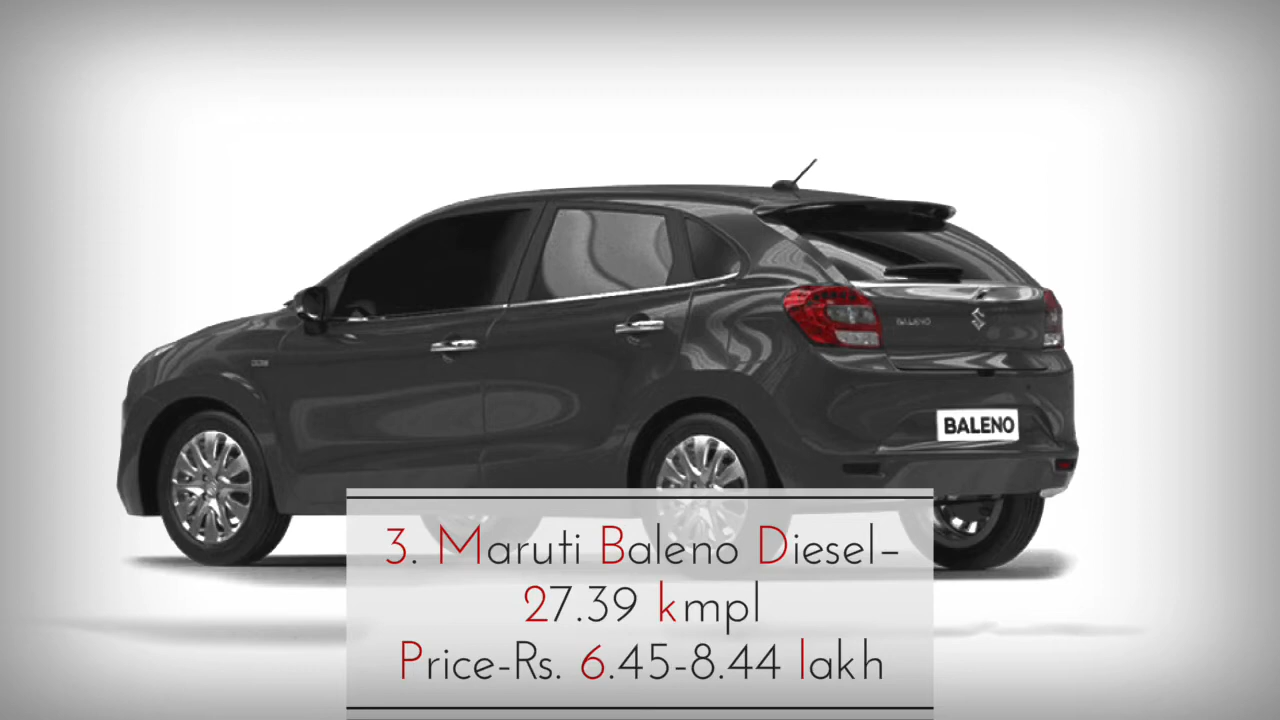 BALENO
BALENO
3. Maruti Baleno Diesel–
27.39 kmpl
Price-Rs. 6.45-8.44 lakh